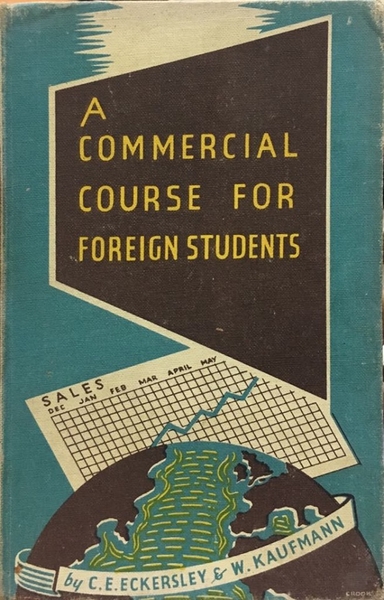 A
COMMERCIAL
COURSE FOR
FOREIGN STUDENTS
SALES
DEC JAN FEB MAR APRIL MAY
by C.E.ECKERSLEY & W. KAUFMANN